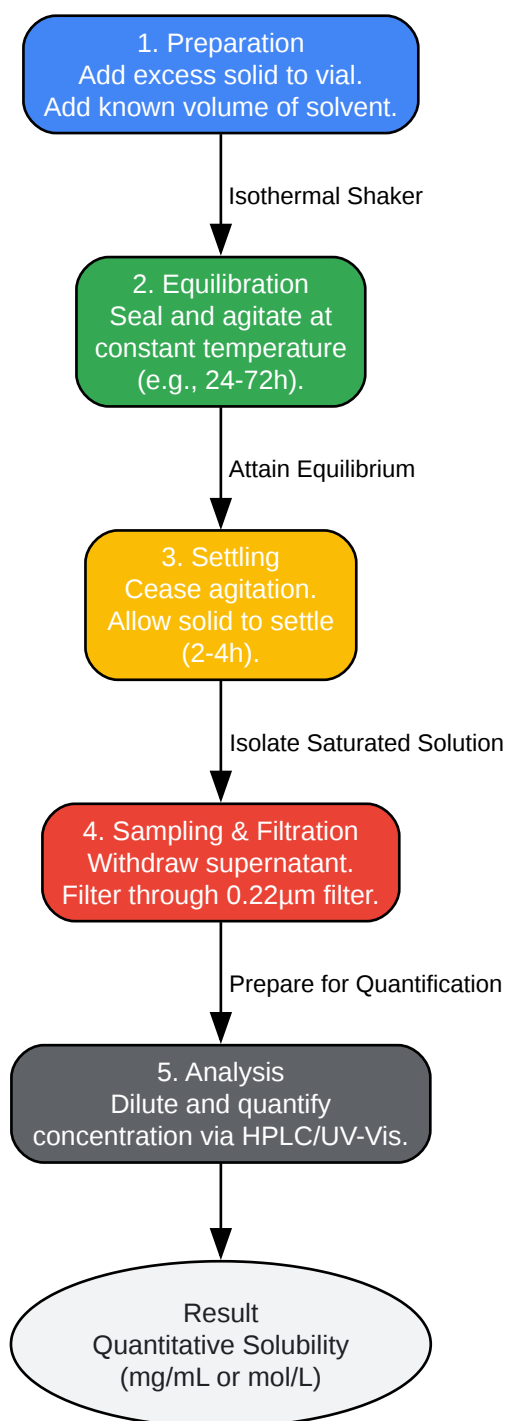 1. Preparation
Add excess solid to vial.
Add known volume of solvent.
Isothermal Shaker
2. Equilibration
Seal and agitate at
constant temperature
(e.g., 24-72h).
Attain Equilibrium
3. Settling
Cease agitation.
Allow solid to settle
(2-4h).
Isolate Saturated Solution
4. Sampling & Filtration
Withdraw supernatant.
Filter through 0.22µm filter.
Prepare for Quantification
5. Analysis
Dilute and quantify
concentration via HPLC/UV-Vis.
Result
Quantitative Solubility
(mg/mL or mol/L)